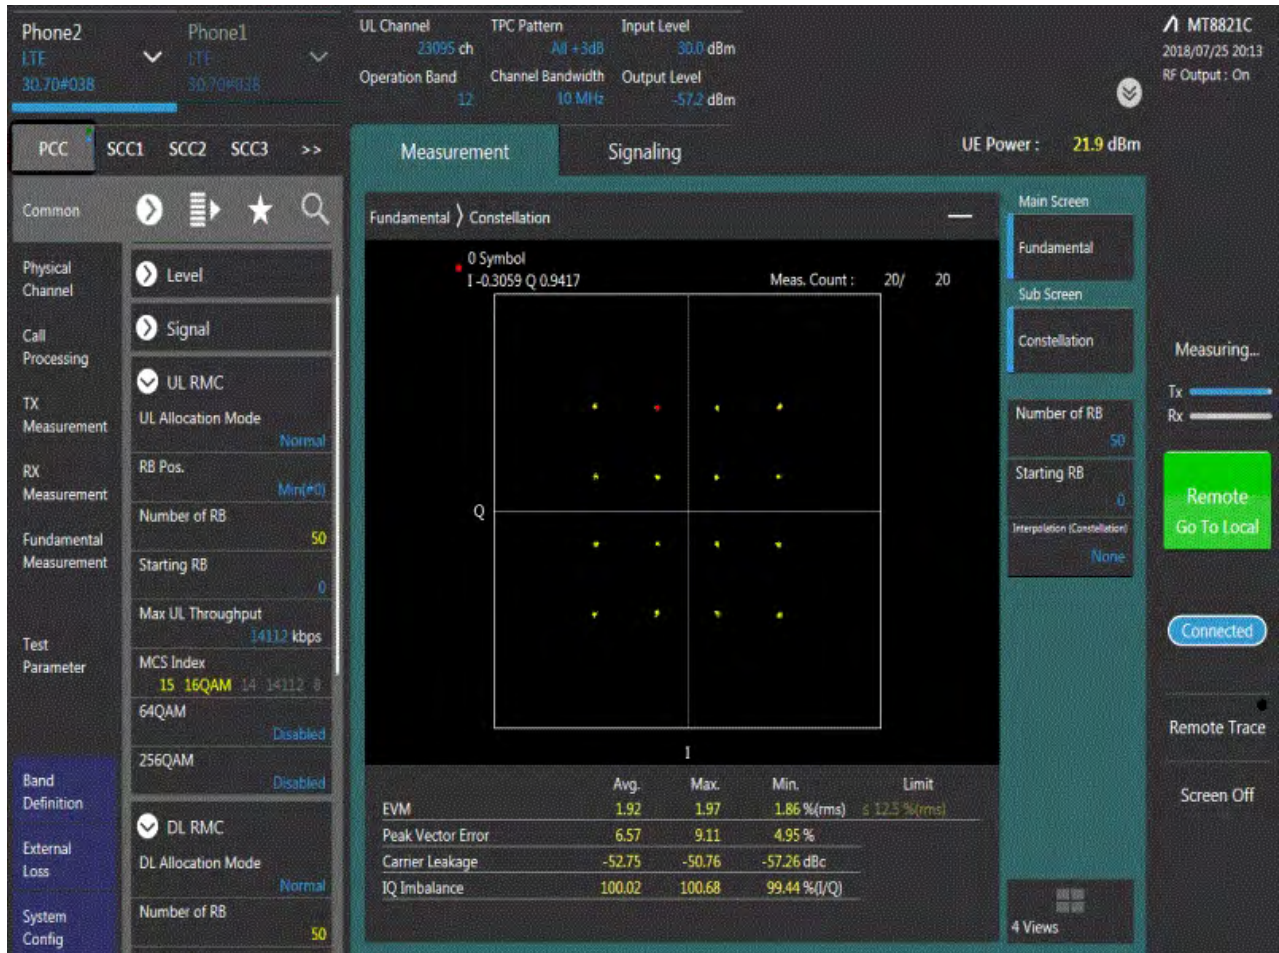 Phone2
LTE
30.70#038
Phone1
LTE
30.70#038
UL Channel
23095 ch
TPC Pattern
All +3dB
Input Level
30.0 dBm
Operation Band
12
Channel Bandwidth
10 MHz
Output Level
-57.2 dBm
MT8821C
2018/07/25 20:13
RF Output : On
PCC SCC1 SCC2 SCC3 >>
Measurement
Signaling
UE Power : 21.9 dBm
Common
Physical
Channel
Call
Processing
TX
Measurement
RX
Measurement
Fundamental
Measurement
Test
Parameter
Band
Definition
External
Loss
System
Config
Level
Signal
UL RMC
UL Allocation Mode
Normal
RB Pos.
Min(#0)
Number of RB
50
Starting RB
0
Max UL Throughput
14112 kbps
MCS Index
15 16QAM 14 14112 0
64QAM
Disabled
256QAM
Disabled
DL RMC
DL Allocation Mode
Normal
Number of RB
50
Fundamental 〉 Constellation
0 Symbol
I -0.3059 Q 0.9417
Meas. Count : 20/ 20
Q
I
Avg. Max. Min. Limit
EVM 1.92 1.97 1.86 %(rms) ≤ 12.5 %(rms)
Peak Vector Error 6.57 9.11 4.95 %
Carrier Leakage -52.75 -50.76 -57.26 dBc
IQ Imbalance 100.02 100.68 99.44 %(I/Q)
Main Screen
Fundamental
Sub Screen
Constellation
Number of RB
50
Starting RB
0
Interpolation (Constellation)
None
4 Views
Measuring...
Tx
Rx
Remote
Go To Local
Connected
Remote Trace
Screen Off